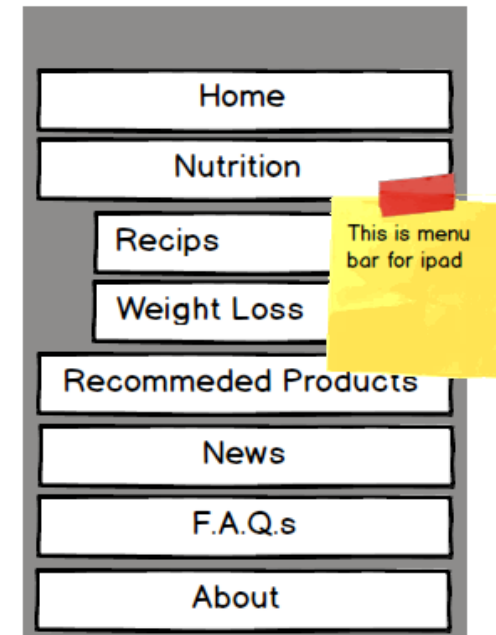 Home
Nutrition
Recips
This is menu
bar for ipad
Weight Loss
Recommeded Products
News
F.A.Q.s
About